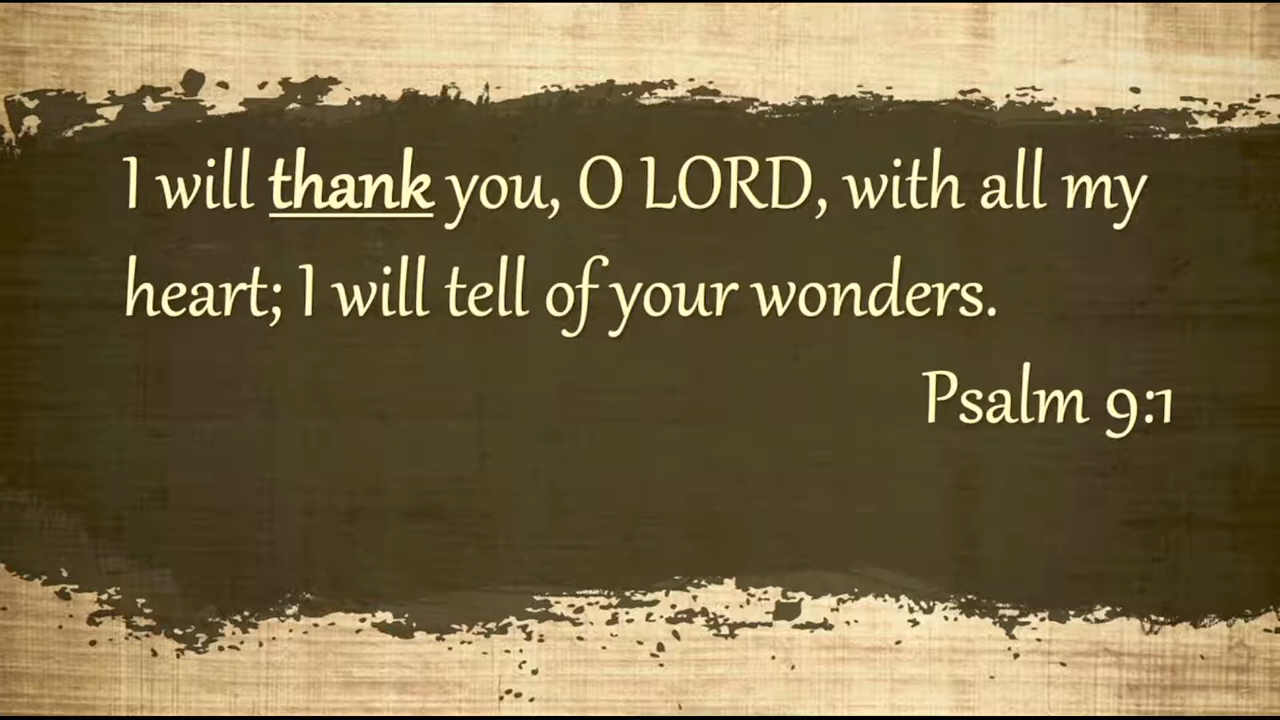 I will thank you, O LORD, with all my
heart; I will tell of your wonders.
Psalm 9:1